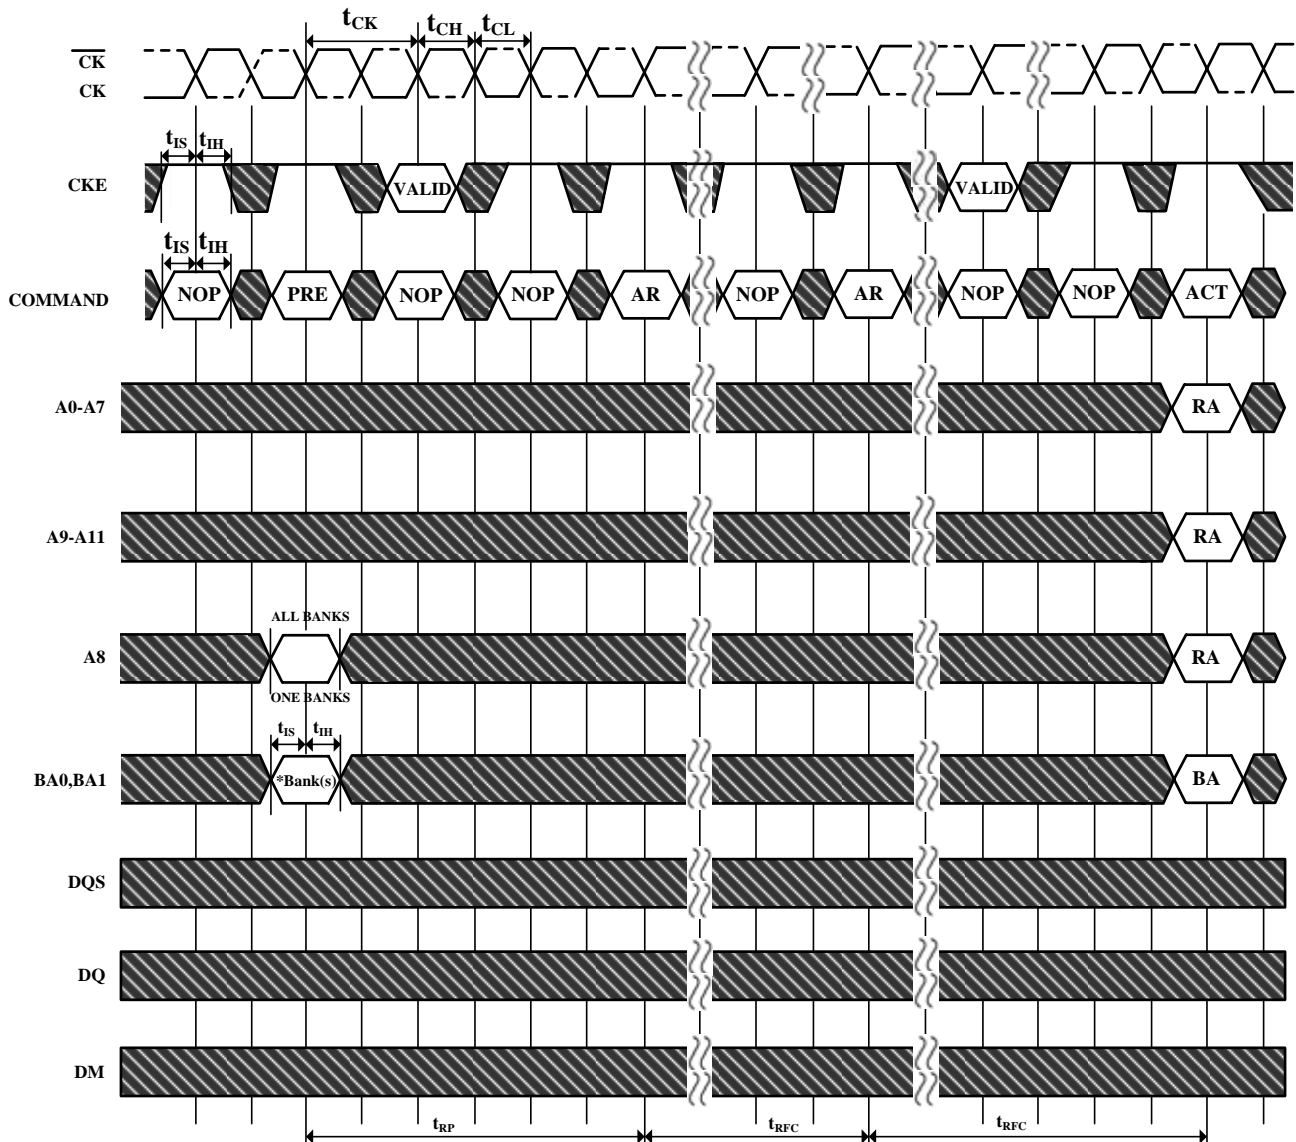 tCK tCH tCL
CK
CK
tIS tIH
CKE VALID VALID
tIS tIH
COMMAND NOP PRE NOP NOP AR NOP AR NOP NOP ACT
A0-A7 RA
A9-A11 RA
ALL BANKS
A8 RA
ONE BANKS
tIS tIH
BA0,BA1 *Bank(s) BA
DQS
DQ
DM
tRP tRFC tRFC